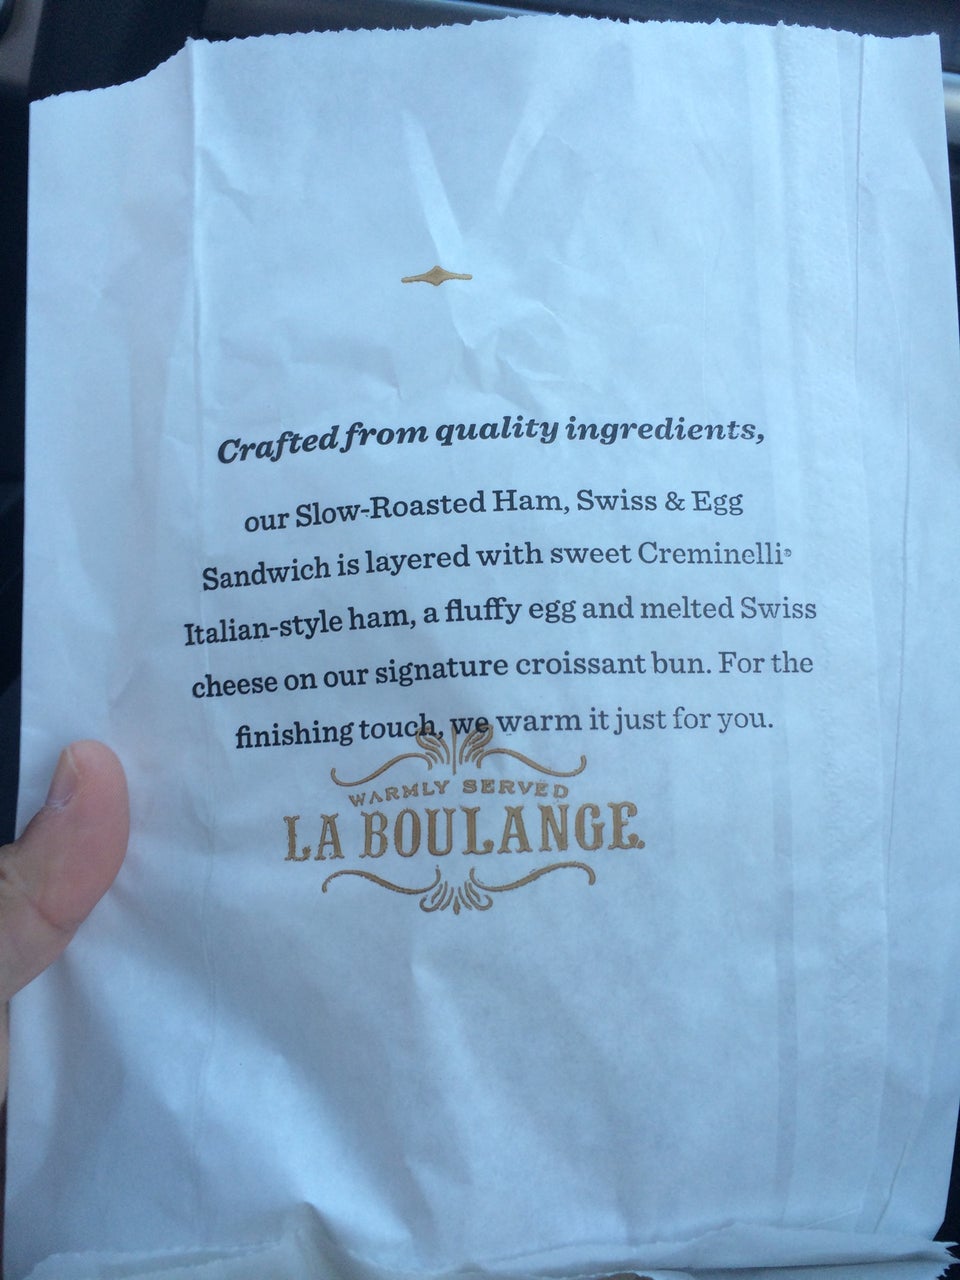 Crafted from quality ingredients,
our Slow-Roasted Ham, Swiss & Egg
Sandwich is layered with sweet Creminelli®
Italian-style ham, a fluffy egg and melted Swiss
cheese on our signature croissant bun. For the
finishing touch, we warm it just for you.
WARMLY SERVED
LA BOULANGE